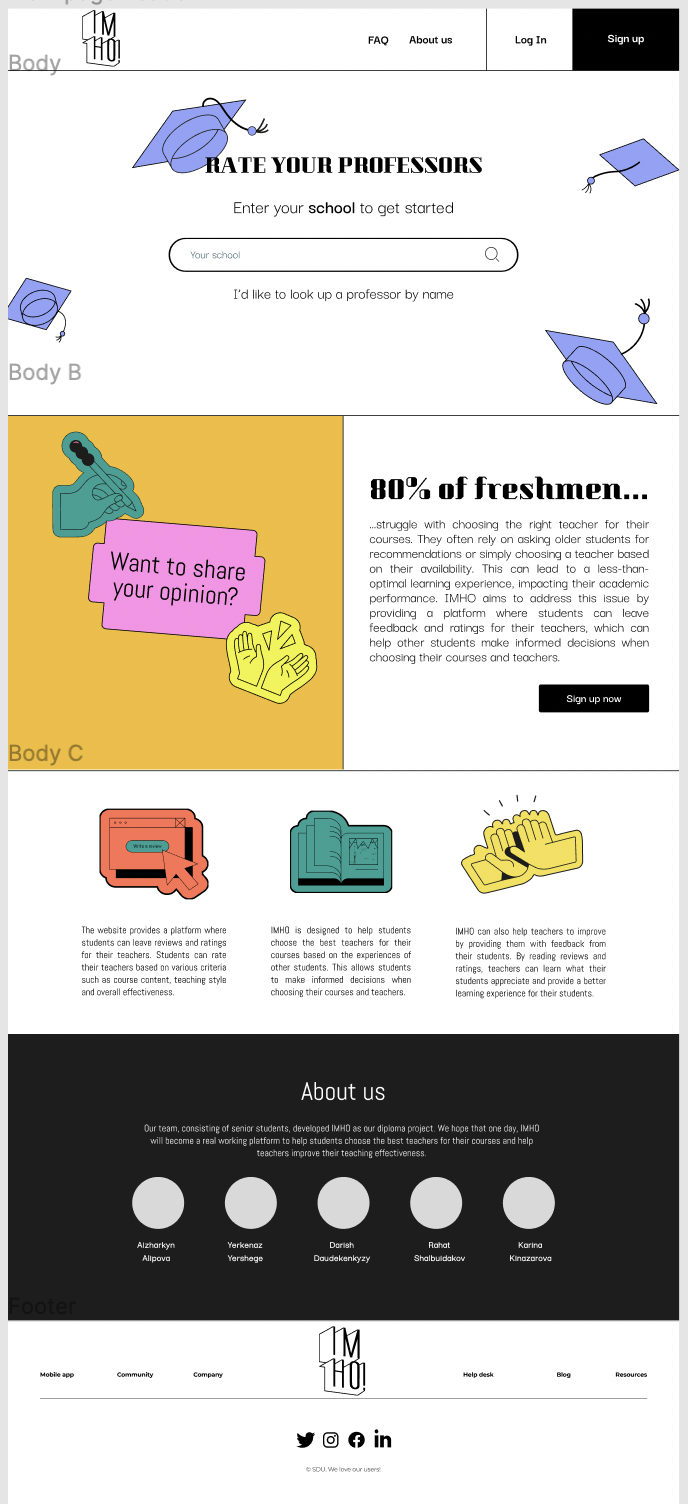 IM
HO!
FAQ
About us
Log In
Sign up
Body
RATE YOUR PROFESSORS
Enter your school to get started
Your school
I'd like to look up a professor by name
Body B
Want to share
your opinion?
80% of freshmen...
...struggle with choosing the right teacher for their
courses. They often rely on asking older students for
recommendations or simply choosing a teacher based
on their availability. This can lead to a less-than-
optimal learning experience, impacting their academic
performance. IMHO aims to address this issue by
providing a platform where students can leave
feedback and ratings for their teachers, which can
help other students make informed decisions when
choosing their courses and teachers.
Sign up now
Body C
Write a review
The website provides a platform where
students can leave reviews and ratings
for their teachers. Students can rate
their teachers based on various criteria
such as course content, teaching style
and overall effectiveness.
IMHO is designed to help students
choose the best teachers for their
courses based on the experiences of
other students. This allows students
to make informed decisions when
choosing their courses and teachers.
IMHO can also help teachers to improve
by providing them with feedback from
their students. By reading reviews and
ratings, teachers can learn what their
students appreciate and provide a better
learning experience for their students.
About us
Our team, consisting of senior students, developed IMHO as our diploma project. We hope that one day, IMHO
will become a real working platform to help students choose the best teachers for their courses and help
teachers improve their teaching effectiveness.
Aizharkyn
Alipova
Yerkenaz
Yershege
Darish
Daudekenkyzy
Rahat
Shalbuidakov
Karina
Kinazarova
Footer
IM
HO!
Mobile app
Community
Company
Help desk
Blog
Resources
© SDU. We love our users!